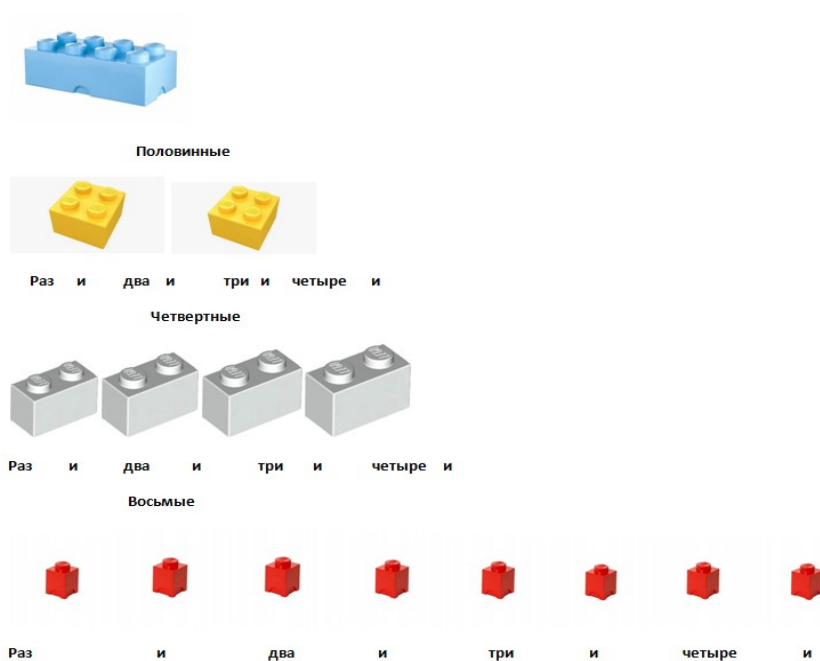 Половинные
Раз и два и три и четыре и
Четвертные
Раз и два и три и четыре и
Восьмые
Раз и два и три и четыре и